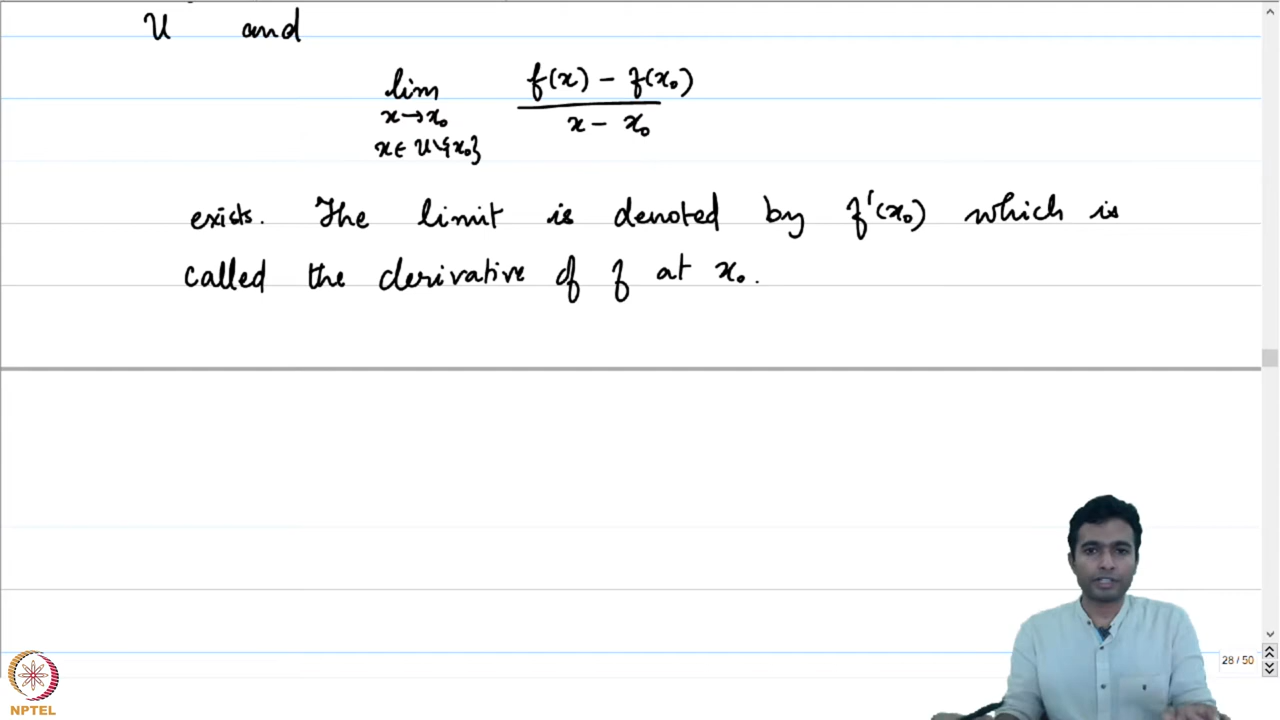 U and
lim f(x) - f(x₀)
x→x₀ x - x₀
x∈ U\{x₀}
exists. The limit is denoted by f'(x₀) which is
called the derivative of f at x₀.
28 / 50
NPTEL